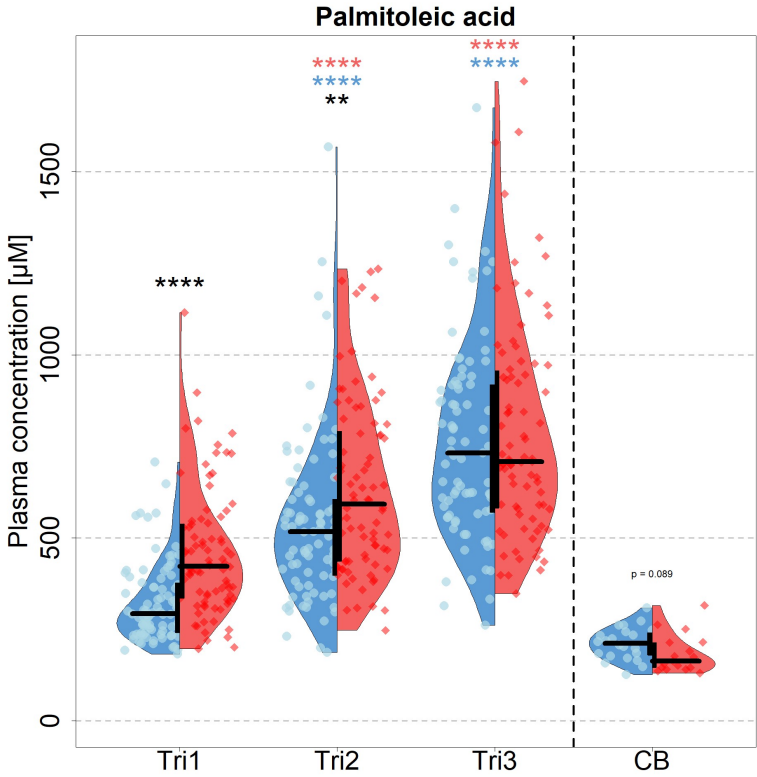 Palmitoleic acid
**** ****
**** ****
**
****
Plasma concentration [µM]
1500
1000
500
0
p = 0.089
Tri1 Tri2 Tri3 CB